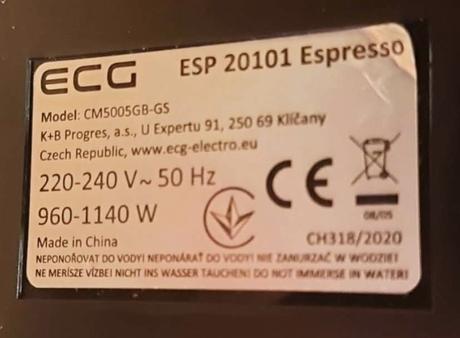 ECG
ESP 20101 Espresso
Model: CM5005GB-GS
K+B Progres, a.s., U Expertu 91, 250 69 Klíčany
Czech Republic, www.ecg-electro.eu
220-240 V~ 50 Hz
960-1140 W
CE
08/05
Made in China
CH318/2020
NEPONOŘOVAT DO VODY! NEPONÁRAŤ DO VODY! NIE ZANURZAĆ W WODZIE!
NE MERÍSZE VÍZBE! NICHT INS WASSER TAUCHEN! DO NOT IMMERSE IN WATER!